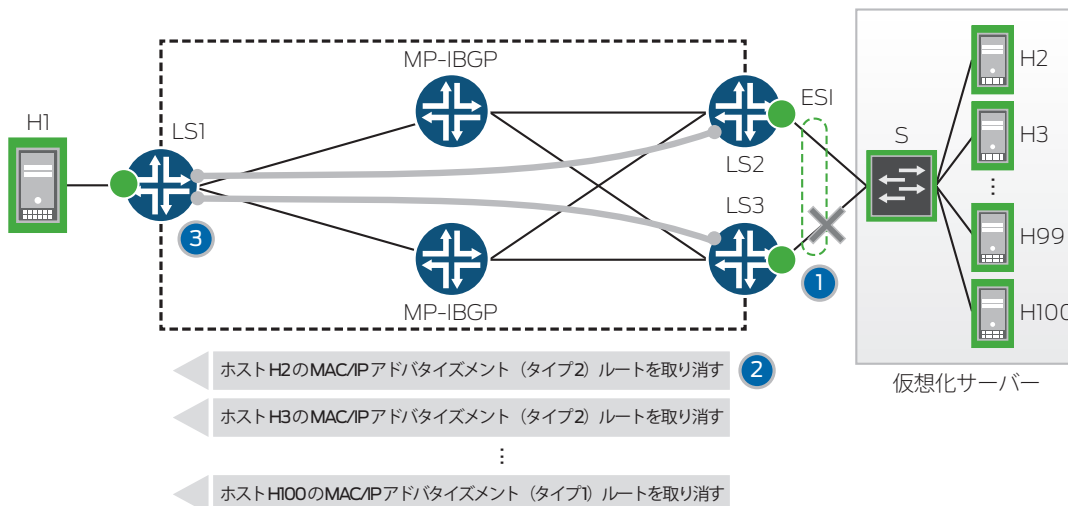 MP-IBGP
H1
LS1
LS2
ESI
S
H2
H3
⋮
H99
H100
LS3
3
1
MP-IBGP
仮想化サーバー
ホストH2のMAC/IPアドバタイズメント（タイプ2）ルートを取り消す
2
ホストH3のMAC/IPアドバタイズメント（タイプ2）ルートを取り消す
⋮
ホストH100のMAC/IPアドバタイズメント（タイプ1）ルートを取り消す